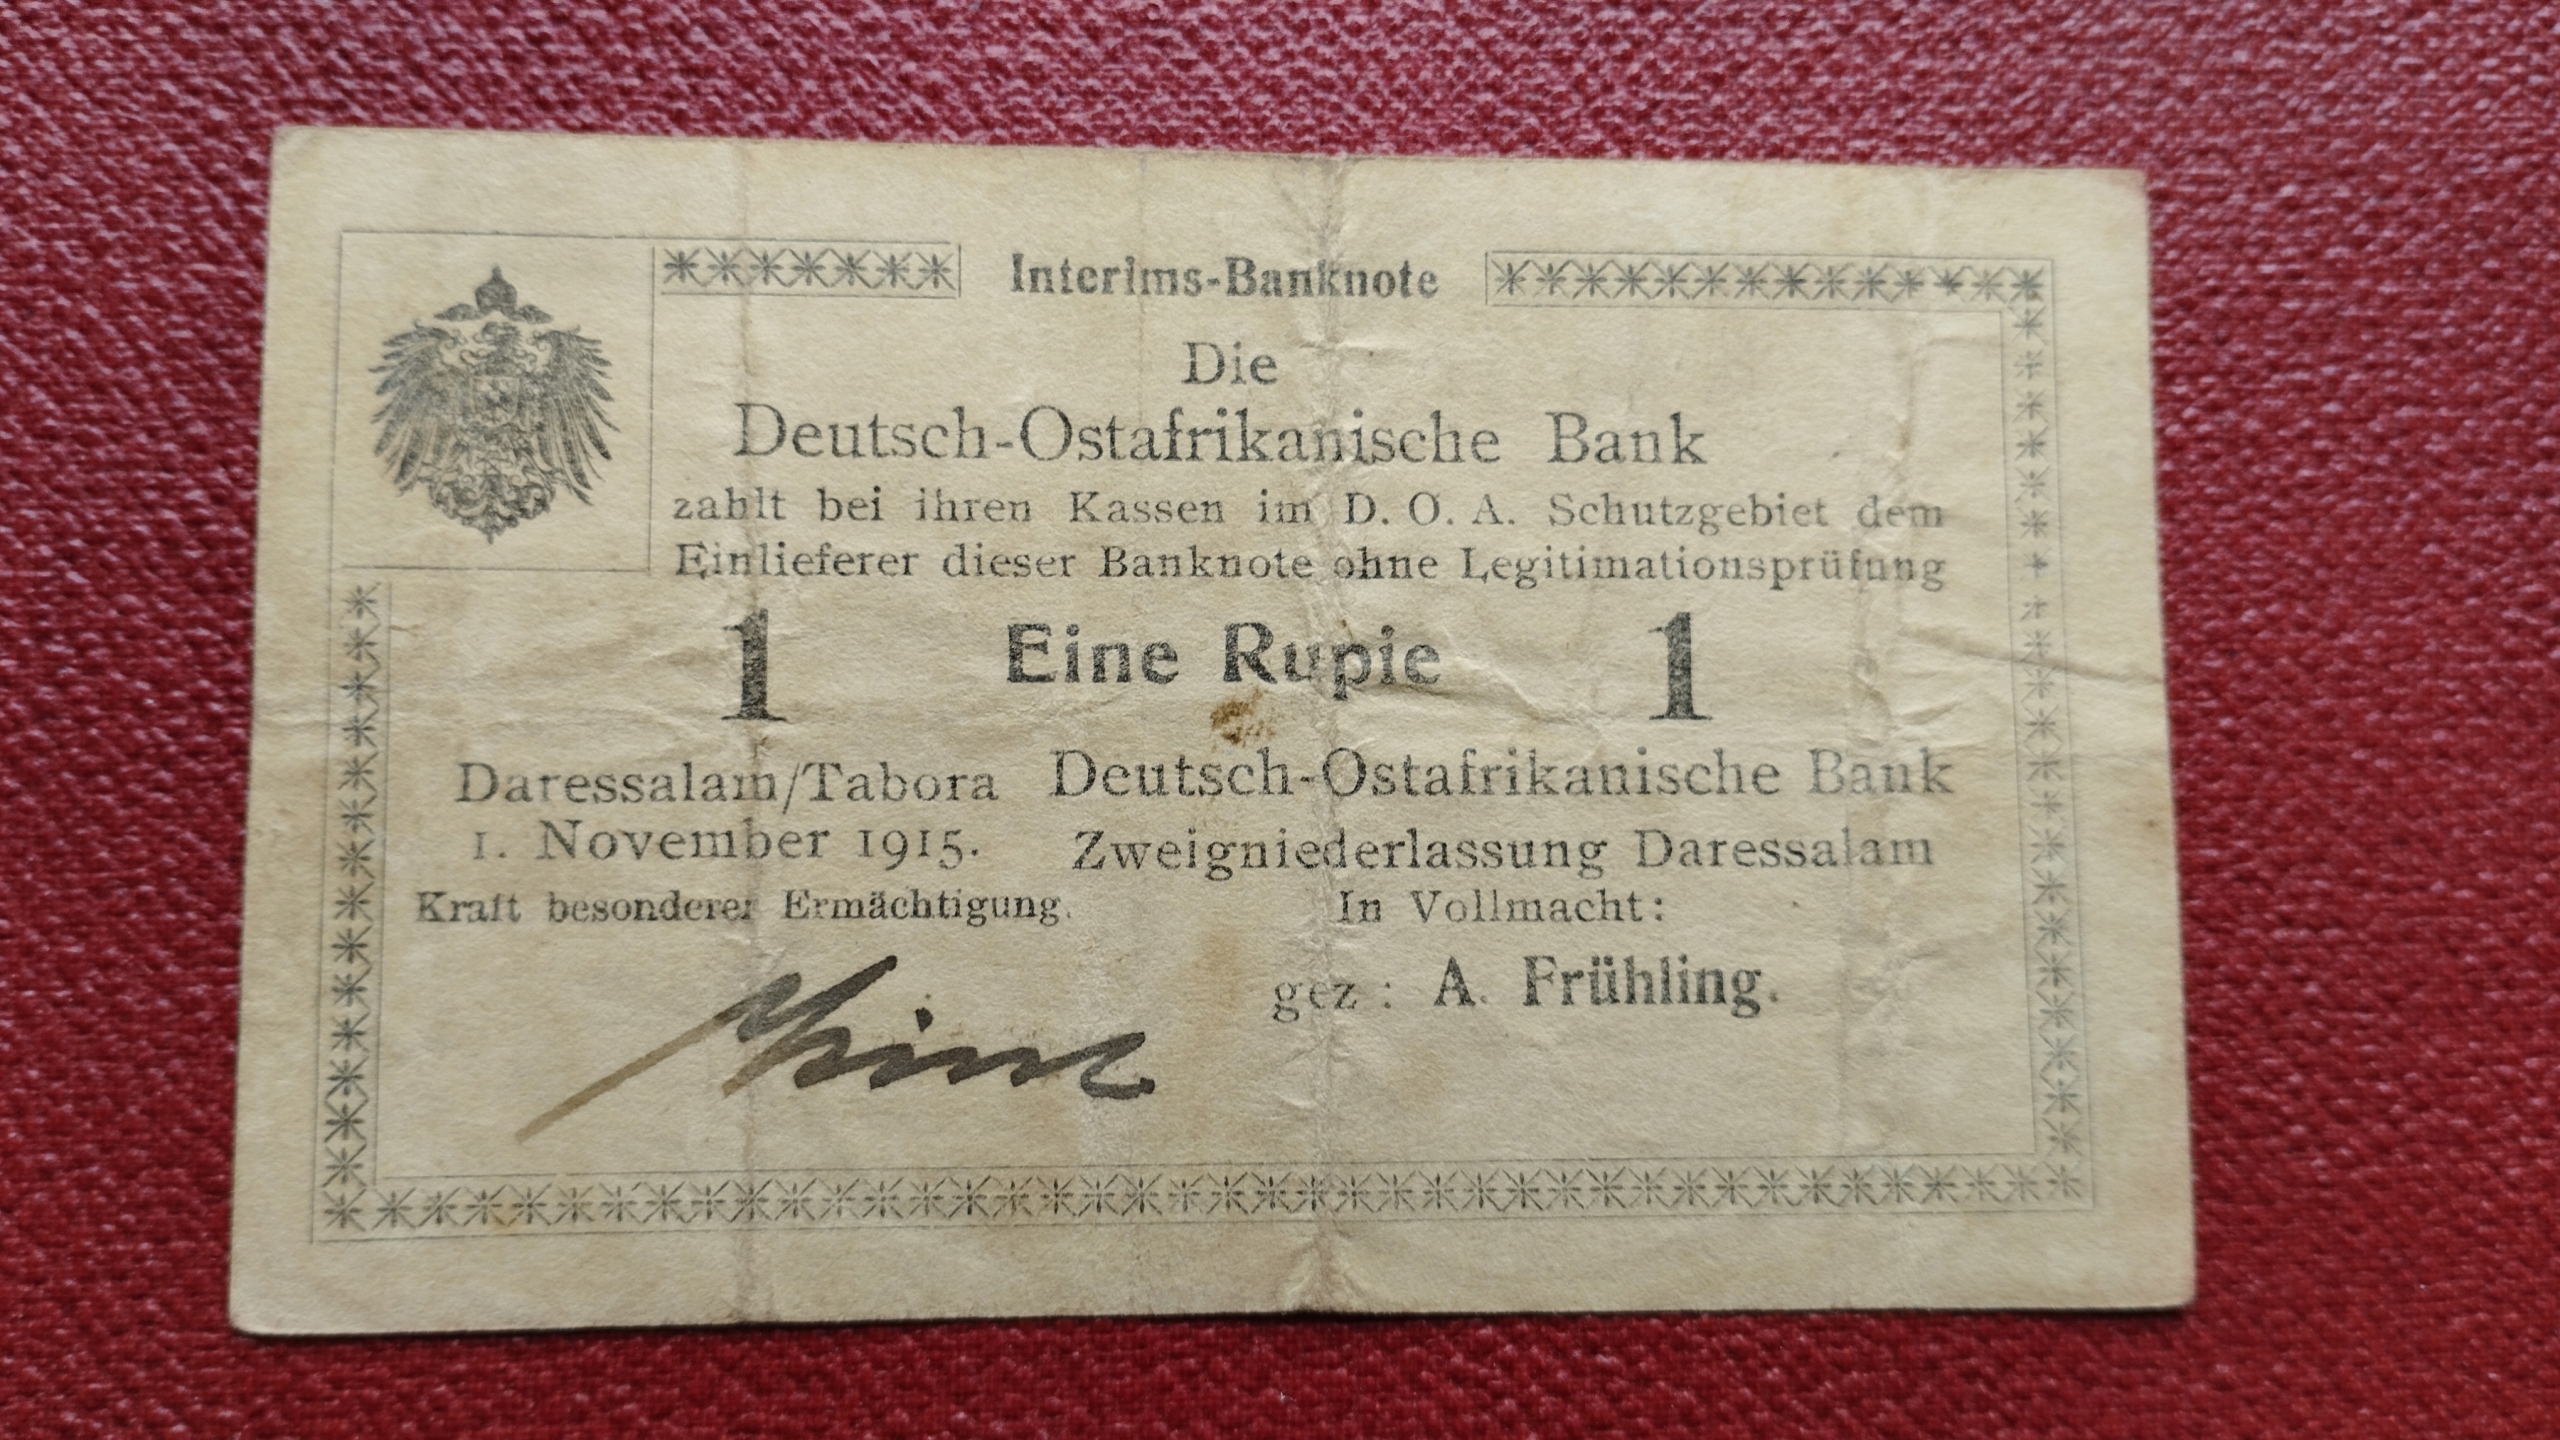 Interims-Banknote
Die
Deutsch-Ostafrikanische Bank
zahlt bei ihren Kassen im D. O. A. Schutzgebiet dem
Einlieferer dieser Banknote ohne Legitimationsprüfung
1 Eine Rupie 1
Daressalam/Tabora
1. November 1915.
Kraft besonderer Ermächtigung.
Deutsch-Ostafrikanische Bank
Zweigniederlassung Daressalam
In Vollmacht:
gez: A. Frühling.